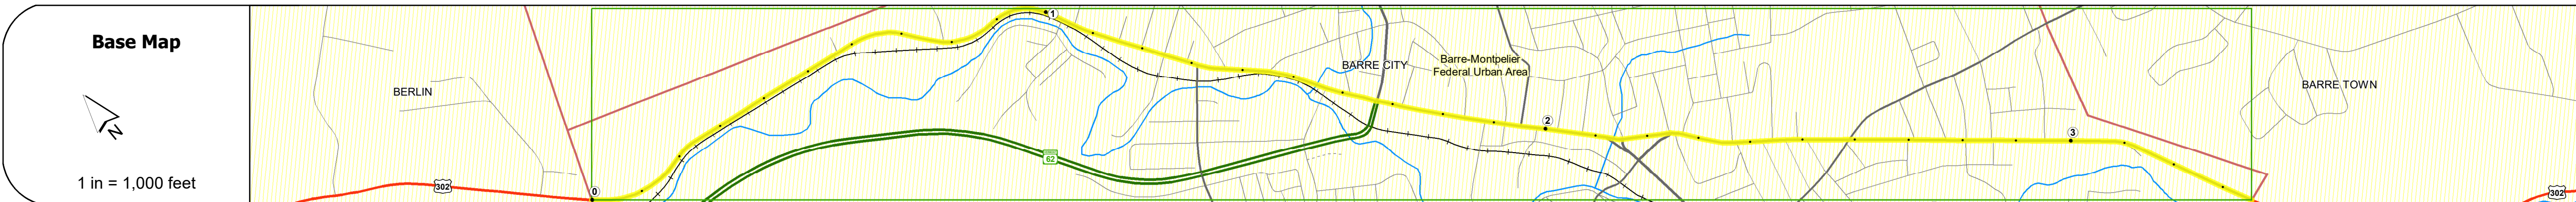 Base Map
N
1 in = 1,000 feet
BERLIN
302
0
1
62
BARRE CITY
Barre-Montpelier
Federal Urban Area
2
3
BARRE TOWN
302